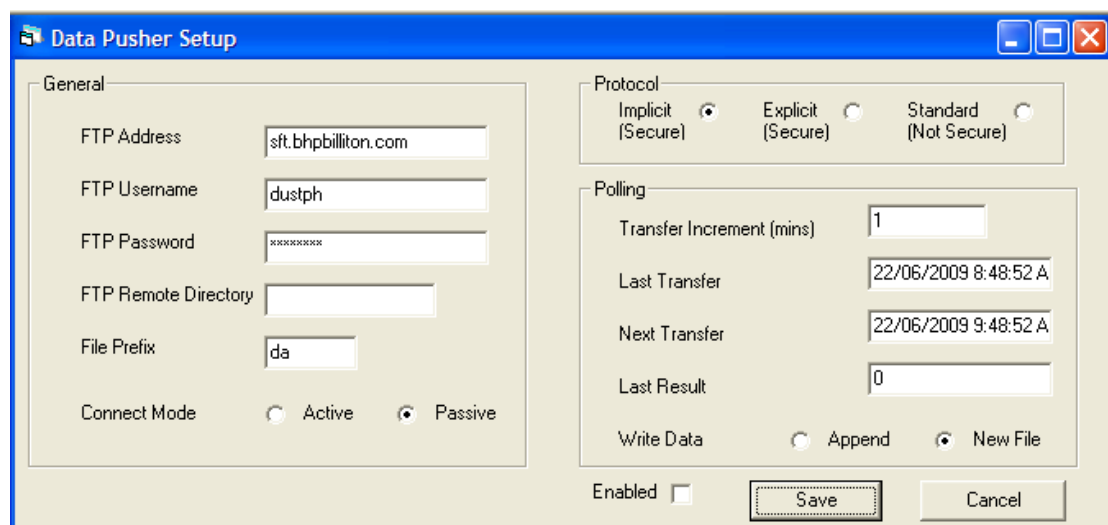 Data Pusher Setup
General
FTP Address
sft.bhpbilliton.com
FTP Username
dustph
FTP Password
××××××××
FTP Remote Directory
File Prefix
da
Connect Mode
Active
Passive
Protocol
Implicit
(Secure)
Explicit
(Secure)
Standard
(Not Secure)
Polling
Transfer Increment (mins)
1
Last Transfer
22/06/2009 8:48:52 A
Next Transfer
22/06/2009 9:48:52 A
Last Result
0
Write Data
Append
New File
Enabled
Save
Cancel